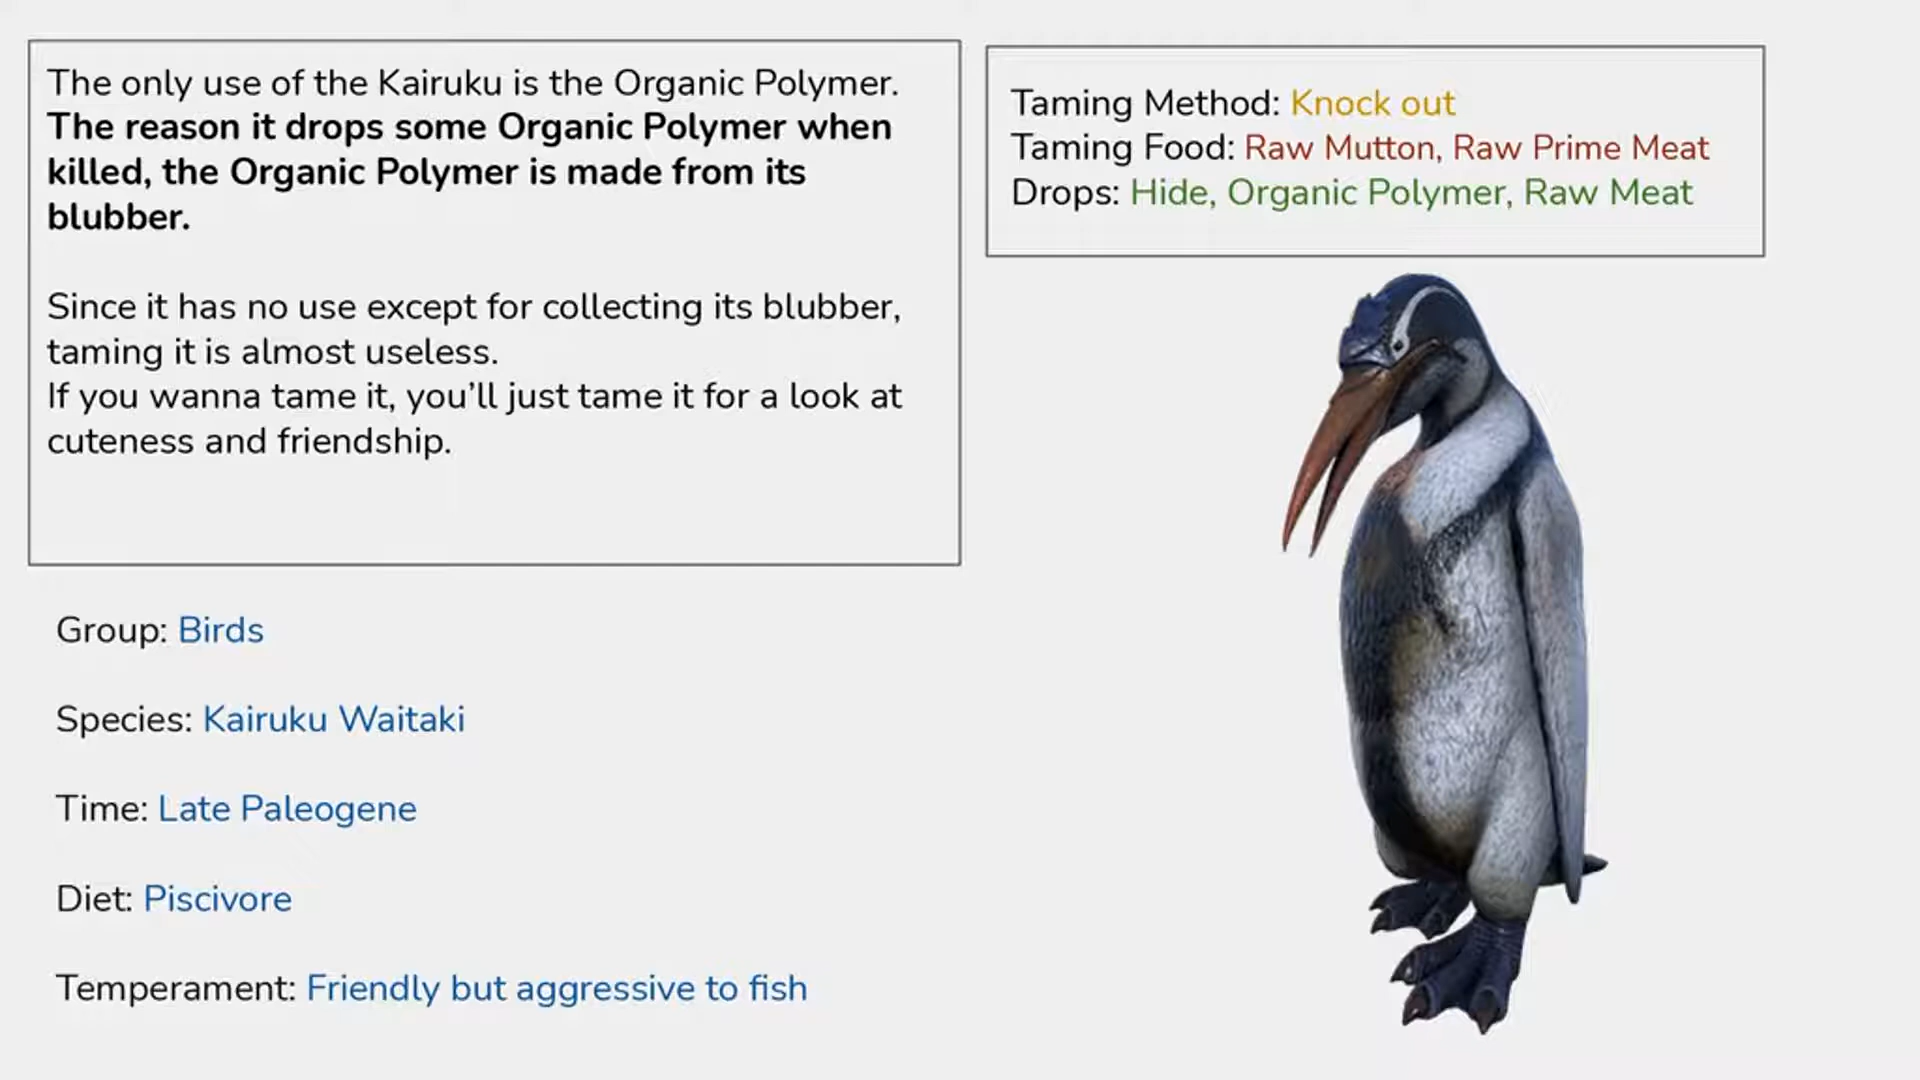 The only use of the Kairuku is the Organic Polymer.
The reason it drops some Organic Polymer when
killed, the Organic Polymer is made from its
blubber.
Since it has no use except for collecting its blubber,
taming it is almost useless.
If you wanna tame it, you’ll just tame it for a look at
cuteness and friendship.
Taming Method: Knock out
Taming Food: Raw Mutton, Raw Prime Meat
Drops: Hide, Organic Polymer, Raw Meat
Group: Birds
Species: Kairuku Waitaki
Time: Late Paleogene
Diet: Piscivore
Temperament: Friendly but aggressive to fish